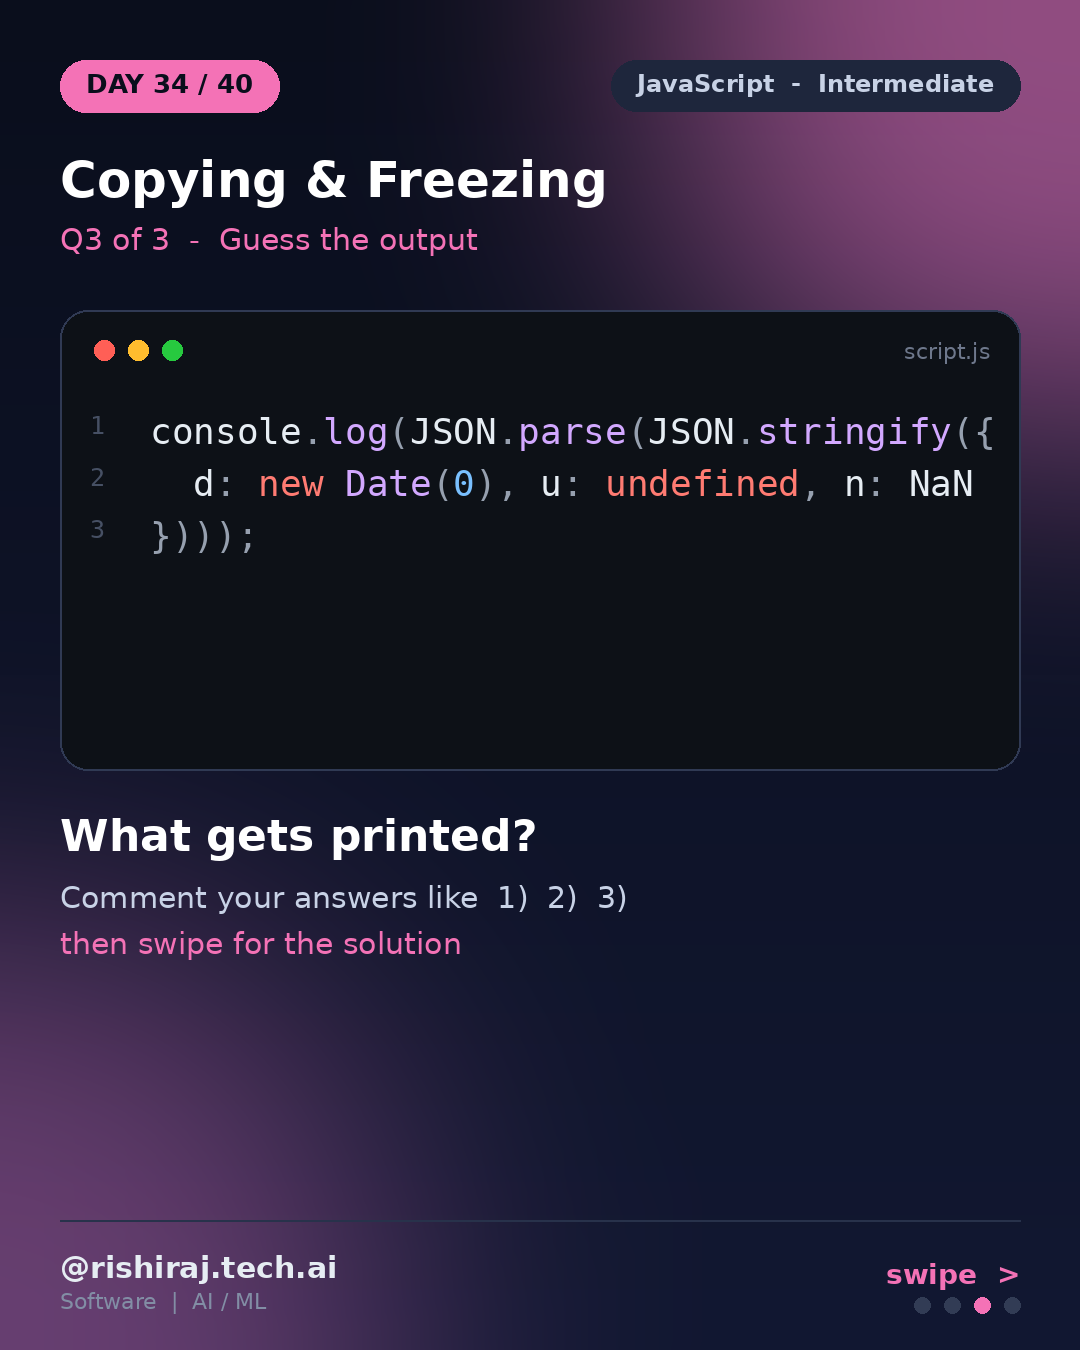 DAY 34 / 40
JavaScript - Intermediate
Copying & Freezing
Q3 of 3 - Guess the output
script.js
1 console.log(JSON.parse(JSON.stringify({
2   d: new Date(0), u: undefined, n: NaN
3 })));
What gets printed?
Comment your answers like 1) 2) 3)
then swipe for the solution
@rishiraj.tech.ai
Software | AI / ML
swipe >